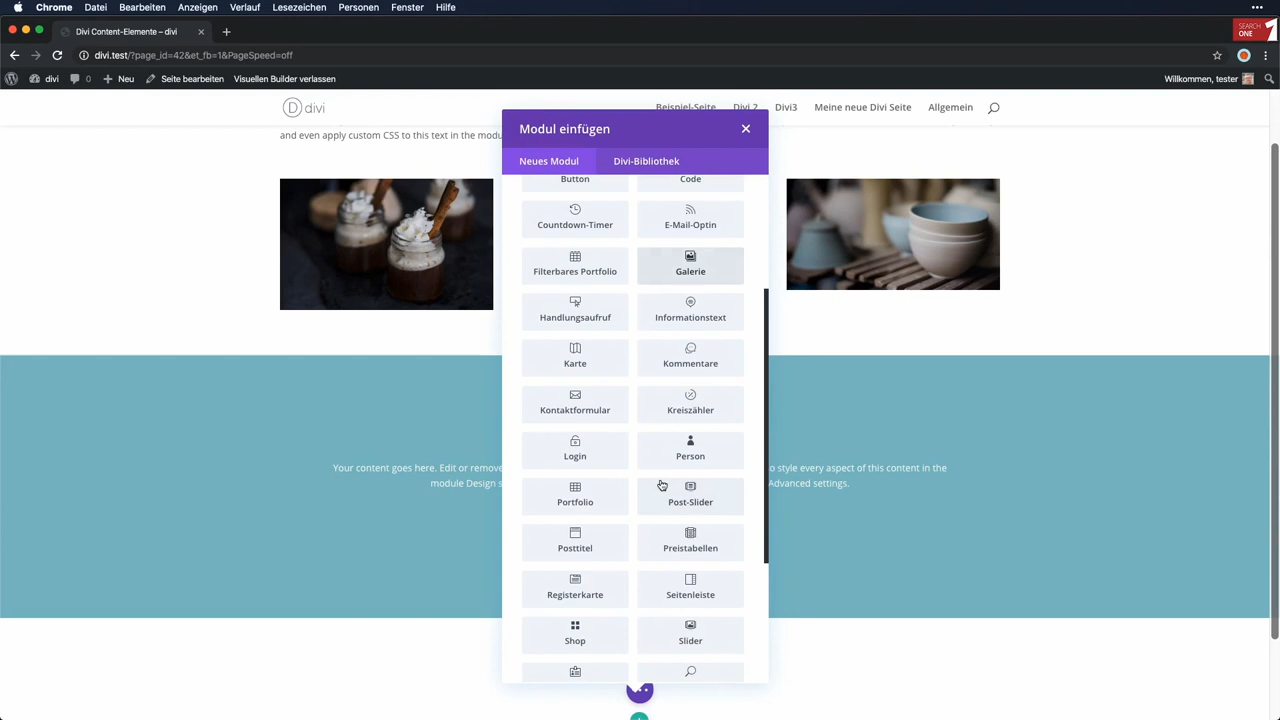 Chrome Datei Bearbeiten Anzeigen Verlauf Lesezeichen Personen Fenster Hilfe
Divi Content-Elemente – divi
SEARCH ONE 1
divi.test/?page_id=42&et_fb=1&PageSpeed=off
divi 0 Neu Seite bearbeiten Visuellen Builder verlassen Willkommen, tester
D divi Beispiel-Seite Divi 2 Divi3 Meine neue Divi Seite Allgemein
and even apply custom CSS to this text in the modu
Modul einfügen
Neues Modul Divi-Bibliothek
Button Code
Countdown-Timer E-Mail-Optin
Filterbares Portfolio Galerie
Handlungsaufruf Informationstext
Karte Kommentare
Kontaktformular Kreiszähler
Login Person
Your content goes here. Edit or remove
o style every aspect of this content in the
module Design s
Advanced settings.
Portfolio Post-Slider
Posttitel Preistabellen
Registerkarte Seitenleiste
Shop Slider